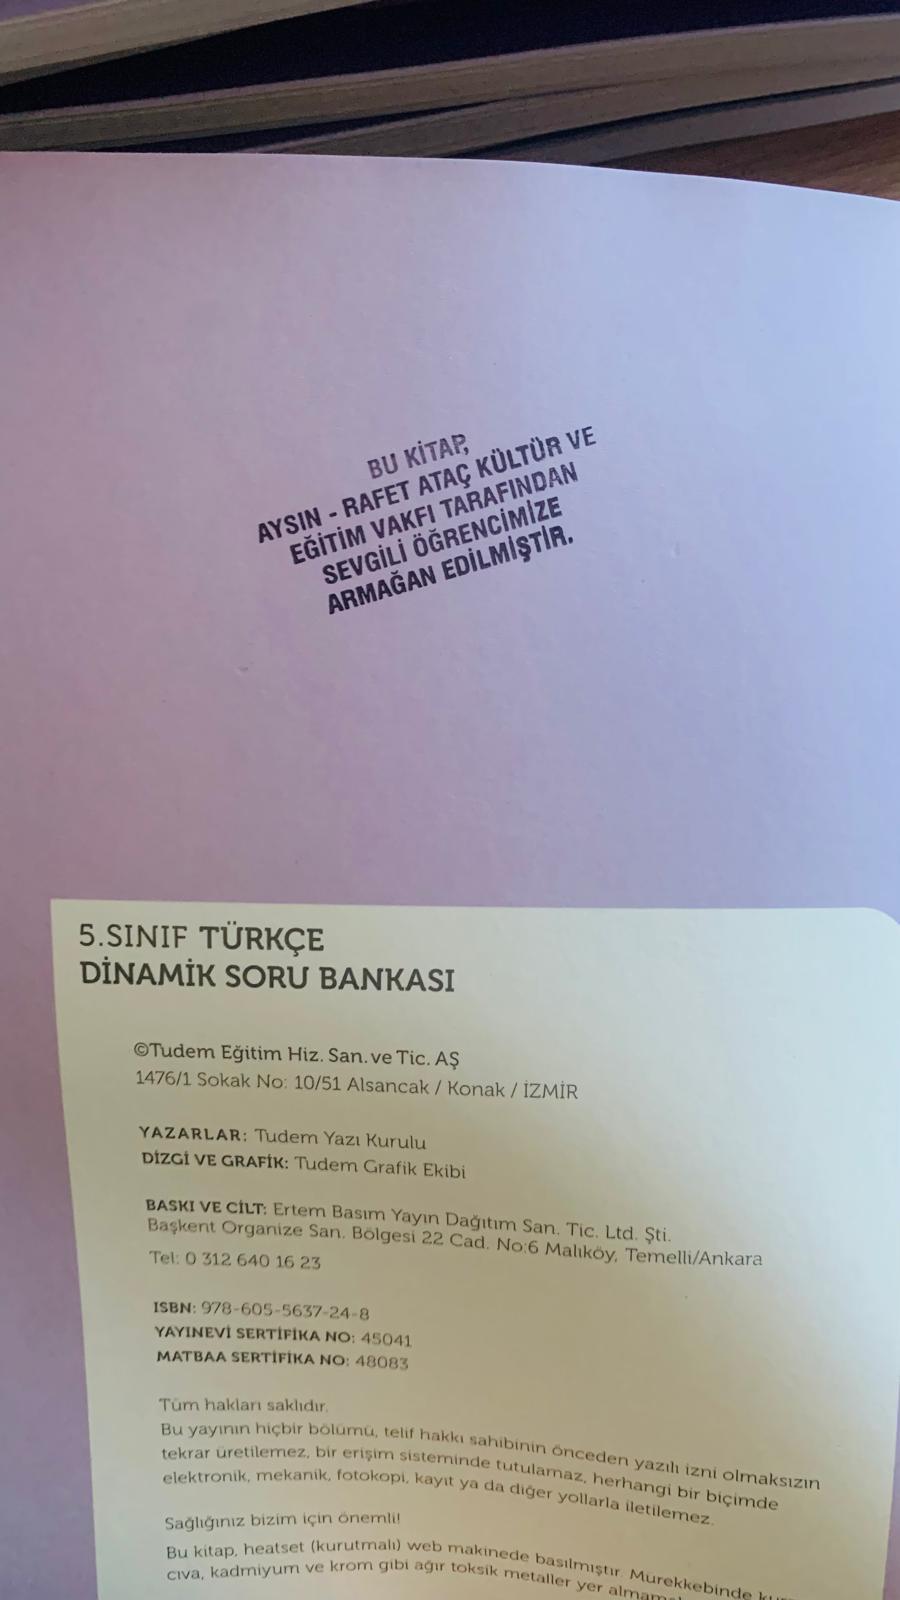 BU KİTAP,
AYSIN - RAFET ATAÇ KÜLTÜR VE
EĞİTİM VAKFI TARAFINDAN
SEVGİLİ ÖĞRENCİMİZE
ARMAĞAN EDİLMİŞTİR.
5.SINIF TÜRKÇE
DİNAMİK SORU BANKASI
©Tudem Eğitim Hiz. San. ve Tic. AŞ
1476/1 Sokak No: 10/51 Alsancak / Konak / İZMİR
YAZARLAR: Tudem Yazı Kurulu
DİZGİ VE GRAFİK: Tudem Grafik Ekibi
BASKI VE CİLT: Ertem Basım Yayın Dağıtım San. Tic. Ltd. Şti.
Başkent Organize San. Bölgesi 22 Cad. No:6 Malıköy, Temelli/Ankara
Tel: 0 312 640 16 23
ISBN: 978-605-5637-24-8
YAYINEVİ SERTİFİKA NO: 45041
MATBAA SERTİFİKA NO: 48083
Tüm hakları saklıdır.
Bu yayının hiçbir bölümü, telif hakkı sahibinin önceden yazılı izni olmaksızın
tekrar üretilemez, bir erişim sisteminde tutulamaz, herhangi bir biçimde
elektronik, mekanik, fotokopi, kayıt ya da diğer yollarla iletilemez.
Sağlığınız bizim için önemli!
Bu kitap, heatset (kurutmalı) web makinede basılmıştır. Mürekkebinde
cıva, kadmiyum ve krom gibi ağır toksik metaller yer